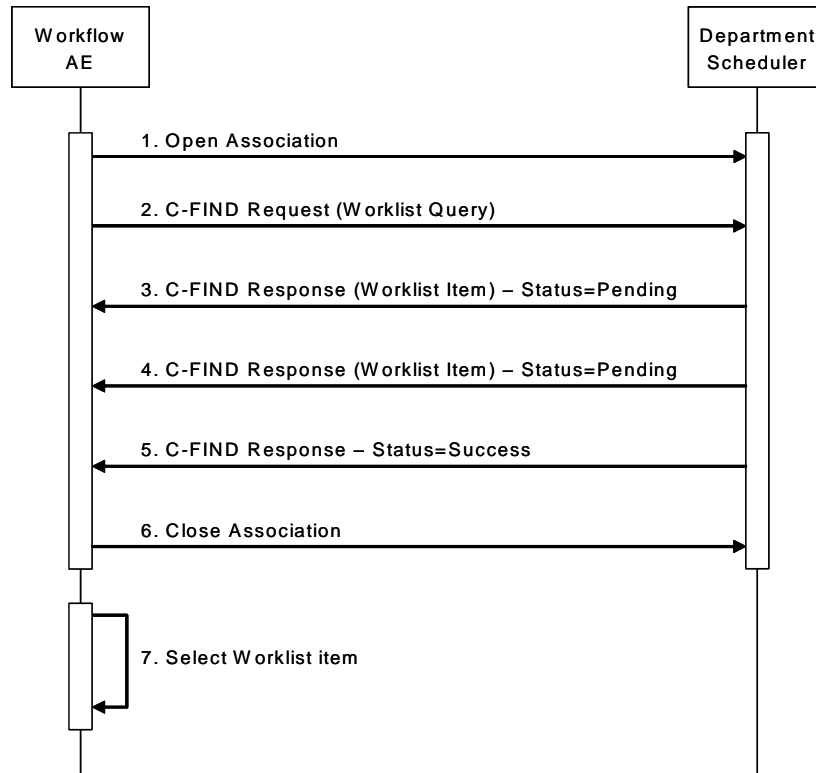 Workflow
AE
Department
Scheduler
1. Open Association
2. C-FIND Request (Worklist Query)
3. C-FIND Response (Worklist Item) – Status=Pending
4. C-FIND Response (Worklist Item) – Status=Pending
5. C-FIND Response – Status=Success
6. Close Association
7. Select Worklist item